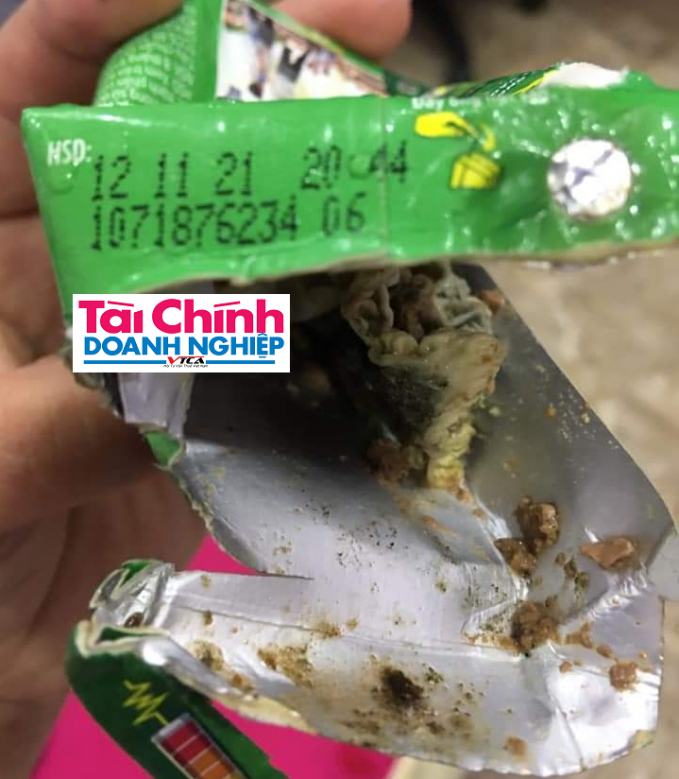 HSD:
12 11 21 20 44
1071876234 06
Tài Chính
DOANH NGHIỆP
VTCA